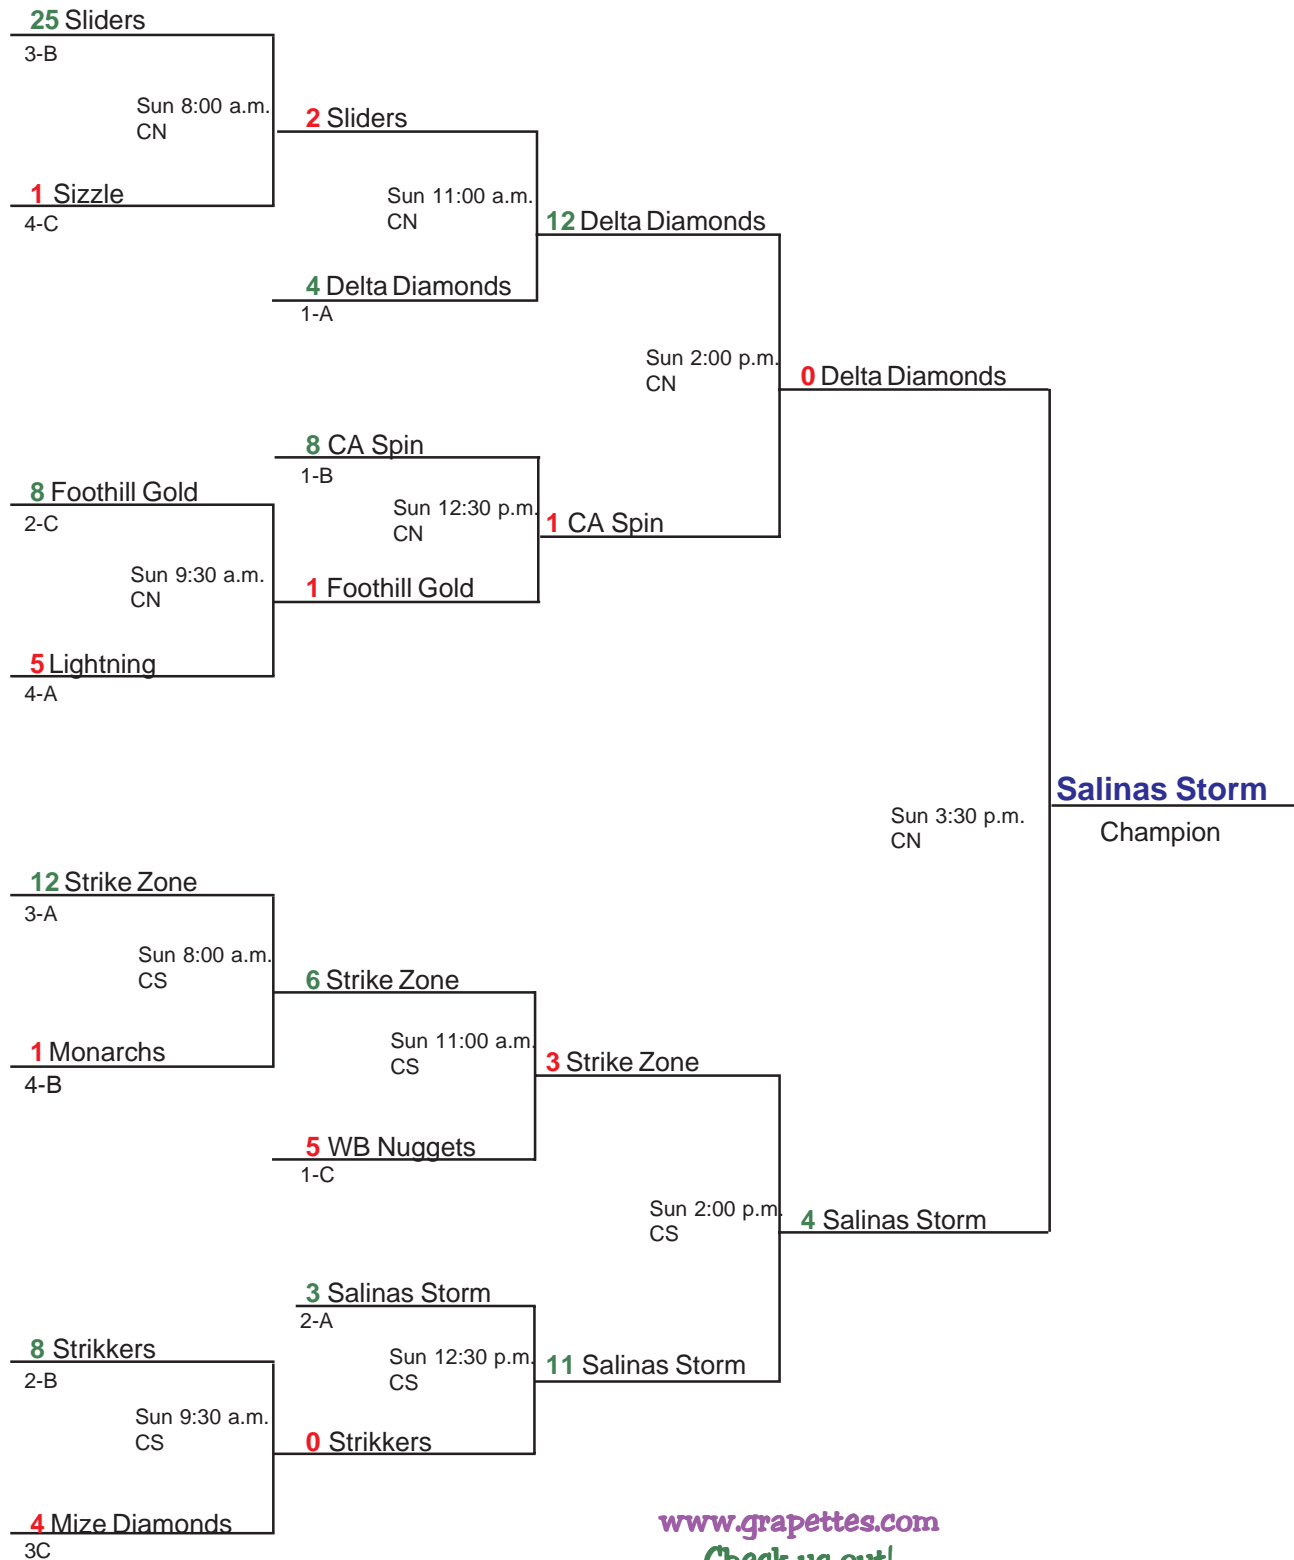 25 Sliders
3-B
Sun 8:00 a.m.
CN
2 Sliders
1 Sizzle
4-C
Sun 11:00 a.m.
CN
12 Delta Diamonds
4 Delta Diamonds
1-A
Sun 2:00 p.m.
CN
0 Delta Diamonds
8 CA Spin
1-B
8 Foothill Gold
2-C
Sun 12:30 p.m.
CN
1 CA Spin
Sun 9:30 a.m.
CN
1 Foothill Gold
5 Lightning
4-A
Salinas Storm
Champion
Sun 3:30 p.m.
CN
12 Strike Zone
3-A
Sun 8:00 a.m.
CS
6 Strike Zone
1 Monarchs
4-B
Sun 11:00 a.m.
CS
3 Strike Zone
5 WB Nuggets
1-C
Sun 2:00 p.m.
CS
4 Salinas Storm
3 Salinas Storm
2-A
8 Strikkers
2-B
Sun 12:30 p.m.
CS
11 Salinas Storm
Sun 9:30 a.m.
CS
0 Strikkers
4 Mize Diamonds
3C
www.grapettes.com
Check us out!